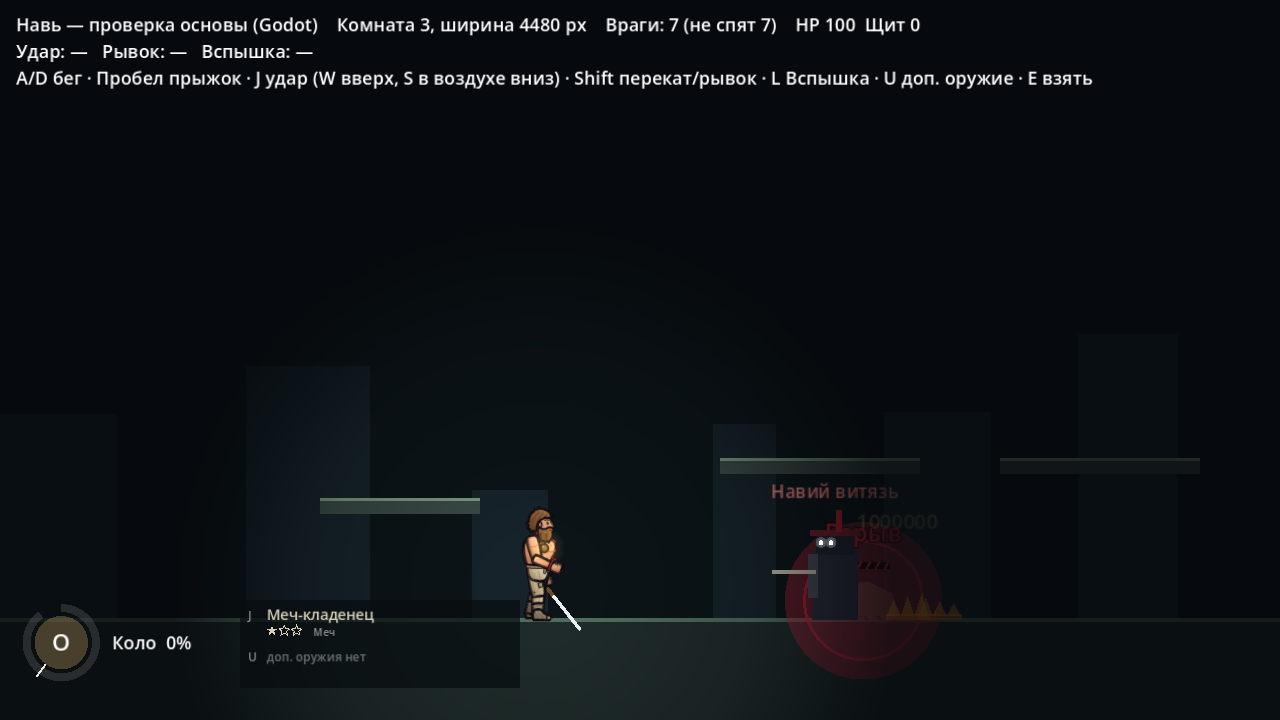 Навь — проверка основы (Godot)    Комната 3, ширина 4480 px    Враги: 7 (не спят 7)    HP 100  Щит 0
Удар: —   Рывок: —   Вспышка: —
A/D бег · Пробел прыжок · J удар (W вверх, S в воздухе вниз) · Shift перекат/рывок · L Вспышка · U доп. оружие · E взять
Навий витязь
1000000
J Меч-кладенец
★☆☆ Меч
О Коло 0%
U доп. оружия нет